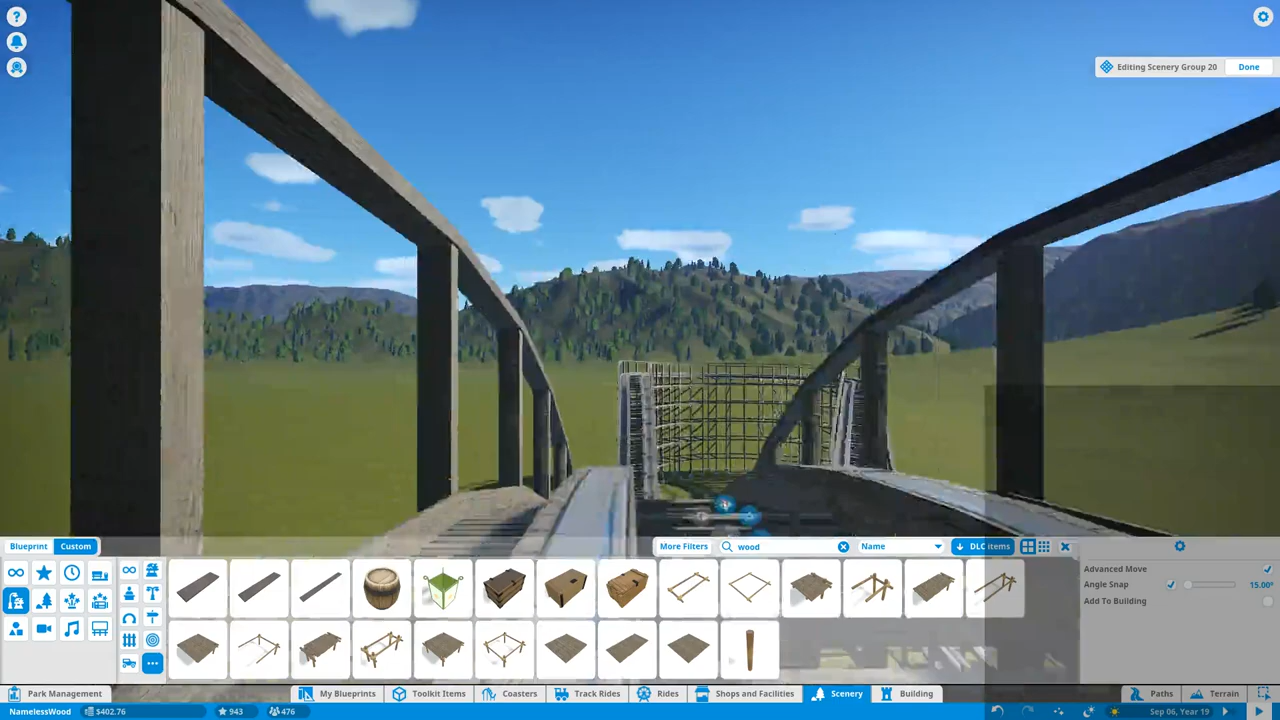 ?
Editing Scenery Group 20 Done
Blueprint Custom More Filters wood Name DLC items
Advanced Move
Angle Snap 15.00°
Add To Building
Park Management My Blueprints Toolkit Items Coasters Track Rides Rides Shops and Facilities Scenery Building Paths Terrain
NamelessWood $402.76 943 476 Sep 06, Year 19